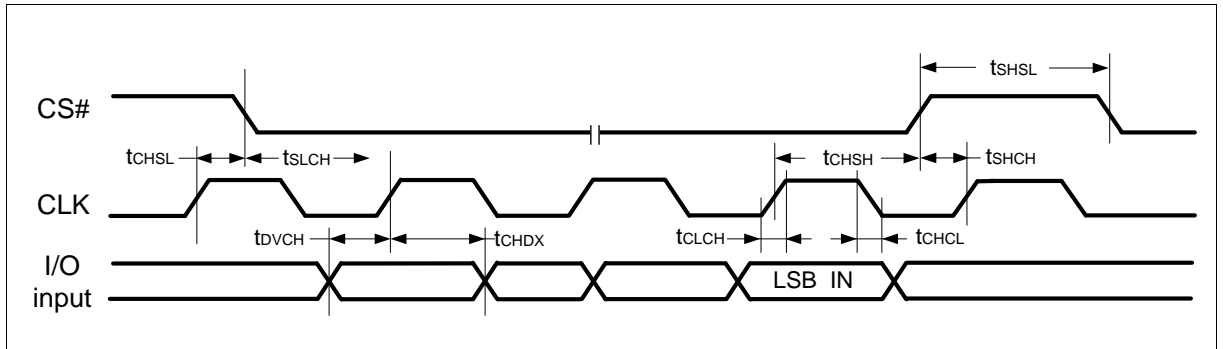 tSHSL
CS#
tCHSL
tSLCH
tCHSH
tSHCH
CLK
tDVCH
tCHDX
tCLCH
tCHCL
I/O
input
LSB IN